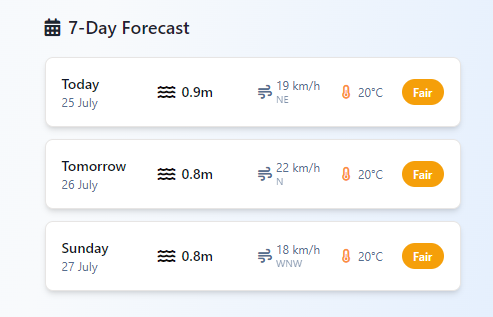 7-Day Forecast
Today
25 July
0.9m
19 km/h
NE
20°C
Fair
Tomorrow
26 July
0.8m
22 km/h
N
20°C
Fair
Sunday
27 July
0.8m
18 km/h
WNW
20°C
Fair